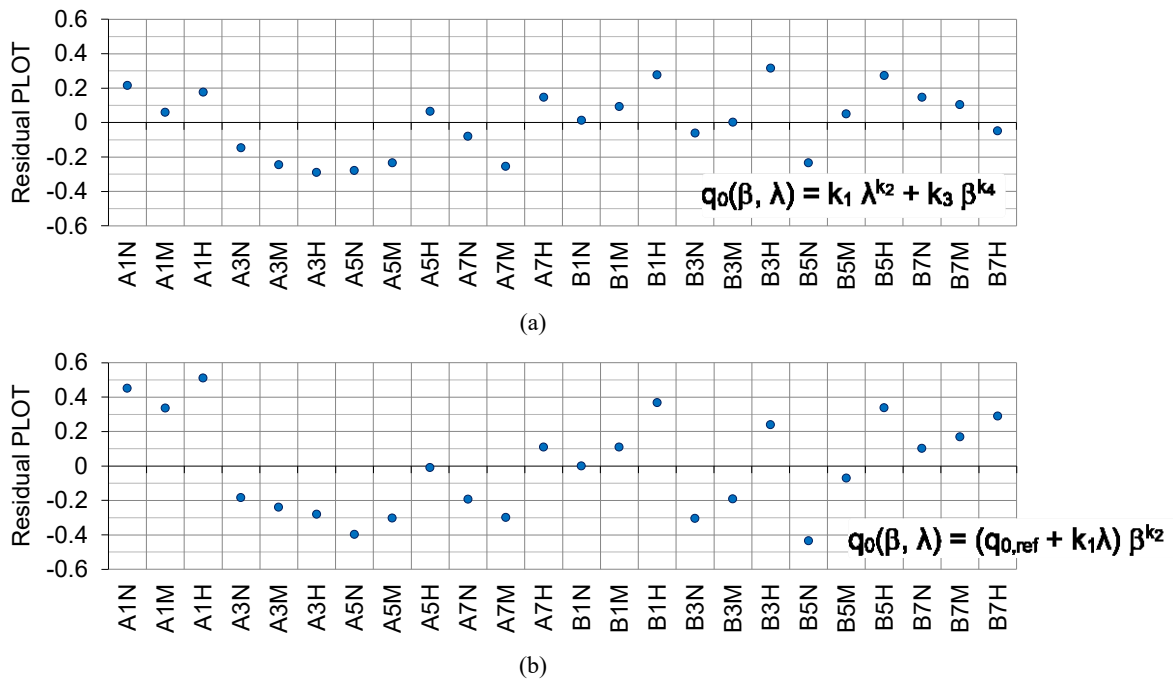 Residual PLOT
0.6
0.4
0.2
0
-0.2
-0.4
-0.6
q₀(β, λ) = k₁ λ^k₂ + k₃ β^k₄
A1N A1M A1H A3N A3M A3H A5N A5M A5H A7N A7M A7H B1N B1M B1H B3N B3M B3H B5N B5M B5H B7N B7M B7H
(a)
Residual PLOT
0.6
0.4
0.2
0
-0.2
-0.4
-0.6
q₀(β, λ) = (q₀,ref + k₁λ) β^k₂
A1N A1M A1H A3N A3M A3H A5N A5M A5H A7N A7M A7H B1N B1M B1H B3N B3M B3H B5N B5M B5H B7N B7M B7H
(b)